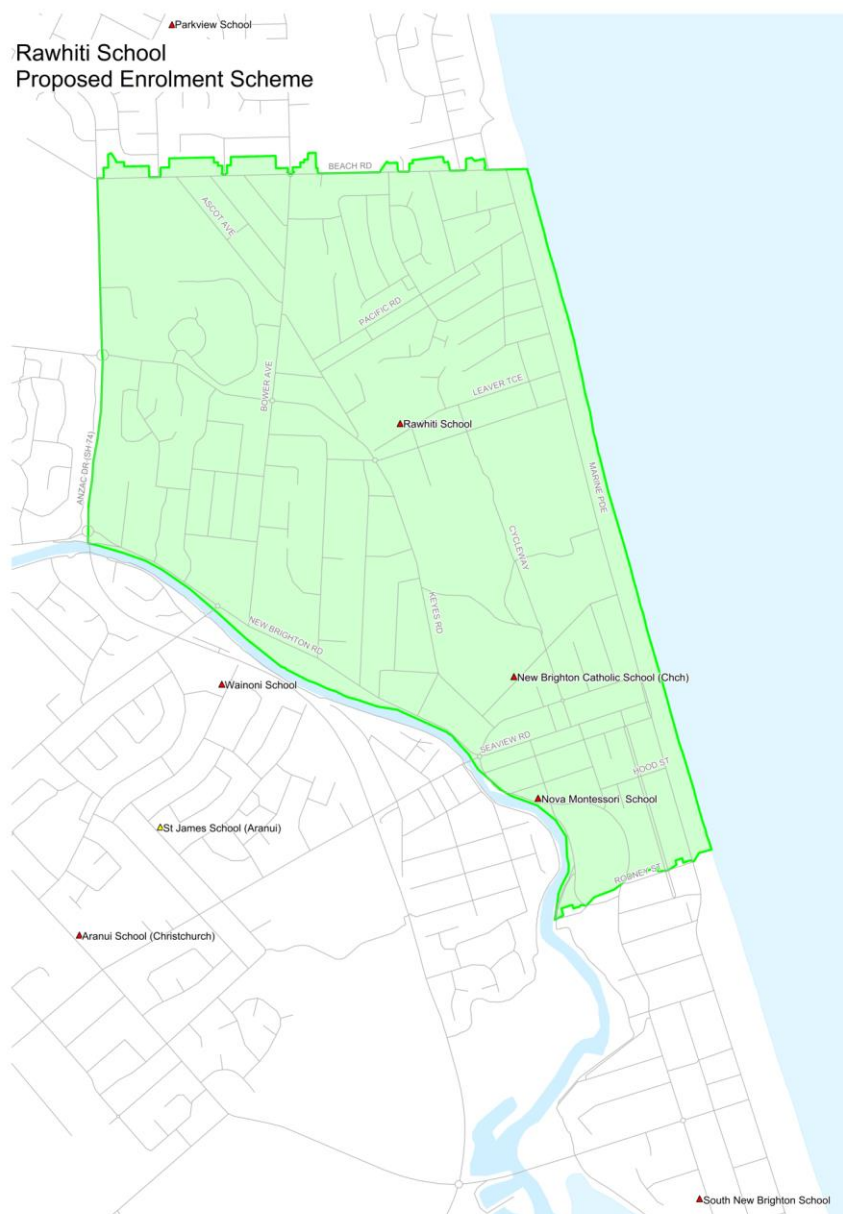 Parkview School
Rawhiti School
Proposed Enrolment Scheme
BEACH RD
ASCOT AVE
PACIFIC RD
BOWER AVE
LEAVER TCE
Rawhiti School
ANZAC DR (SH 74)
MARINE PDE
CYCLEWAY
KEYES RD
NEW BRIGHTON RD
New Brighton Catholic School (Chch)
Wainoni School
SEAVIEW RD
HOOD ST
Nova Montessori School
St James School (Aranui)
RODNEY ST
Aranui School (Christchurch)
South New Brighton School